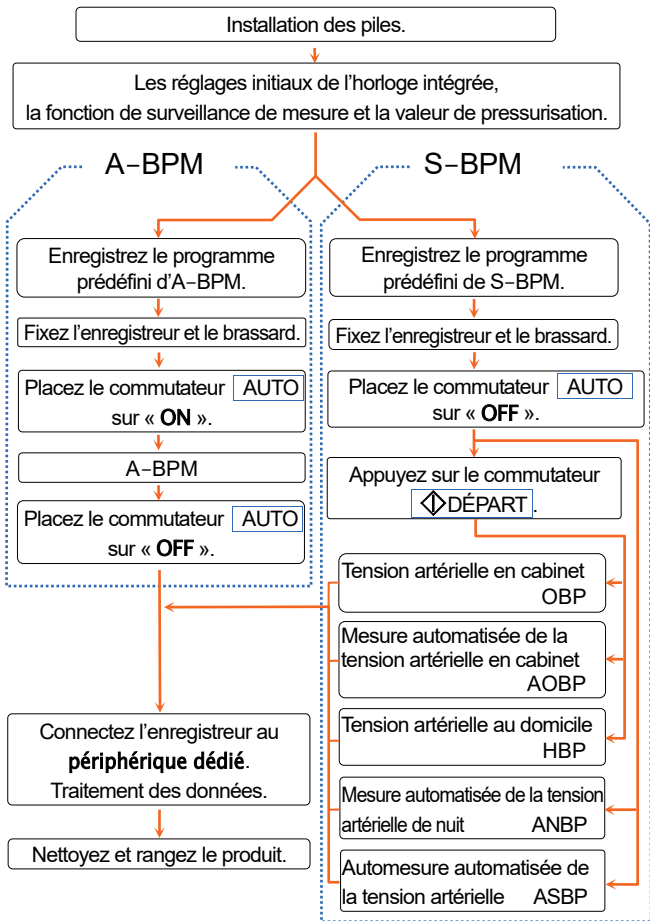 Installation des piles.
Les réglages initiaux de l'horloge intégrée,
la fonction de surveillance de mesure et la valeur de pressurisation.
A-BPM
Enregistrez le programme
prédéfini d'A-BPM.
Fixez l'enregistreur et le brassard.
Placez le commutateur AUTO
sur « ON ».
A-BPM
Placez le commutateur AUTO
sur « OFF ».
S-BPM
Enregistrez le programme
prédéfini de S-BPM.
Fixez l'enregistreur et le brassard.
Placez le commutateur AUTO
sur « OFF ».
Appuyez sur le commutateur
DÉPART.
Tension artérielle en cabinet
OBP
Mesure automatisée de la
tension artérielle en cabinet
AOBP
Tension artérielle au domicile
HBP
Mesure automatisée de la tension
artérielle de nuit ANBP
Automesure automatisée de
la tension artérielle ASBP
Connectez l'enregistreur au
périphérique dédié.
Traitement des données.
Nettoyez et rangez le produit.